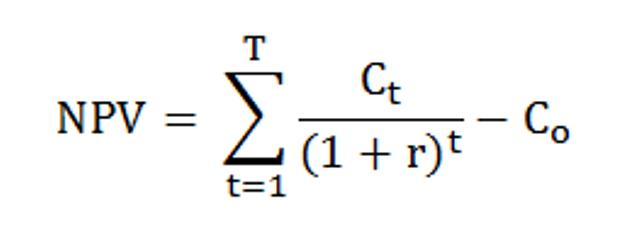 NPV = ∑_{t=1}^{T} C_t / (1 + r)^t − C_o